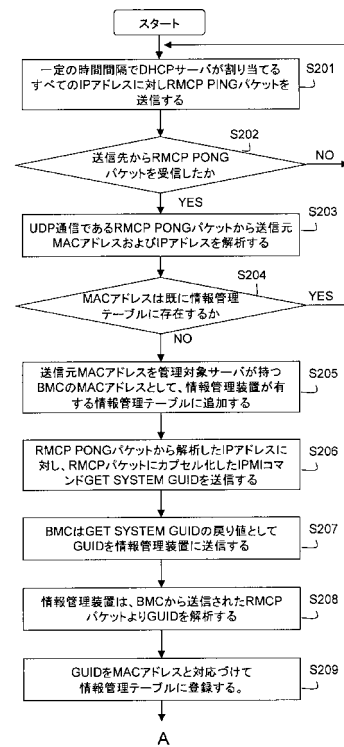 スタート
一定の時間間隔でDHCPサーバが割り当てる
すべてのIPアドレスに対しRMCP PINGパケットを
送信する
S201
送信先からRMCP PONG
パケットを受信したか
S202
NO
YES
UDP通信であるRMCP PONGパケットから送信元
MACアドレスおよびIPアドレスを解析する
S203
MACアドレスは既に情報管理
テーブルに存在するか
S204
YES
NO
送信元MACアドレスを管理対象サーバが持つ
BMCのMACアドレスとして、情報管理装置が有
する情報管理テーブルに追加する
S205
RMCP PONGパケットから解析したIPアドレスに
対し、RMCPパケットにカプセル化したIPMIコマ
ンドGET SYSTEM GUIDを送信する
S206
BMCはGET SYSTEM GUIDの戻り値として
GUIDを情報管理装置に送信する
S207
情報管理装置は、BMCから送信されたRMCP
パケットよりGUIDを解析する
S208
GUIDをMACアドレスと対応づけて
情報管理テーブルに登録する。
S209
A